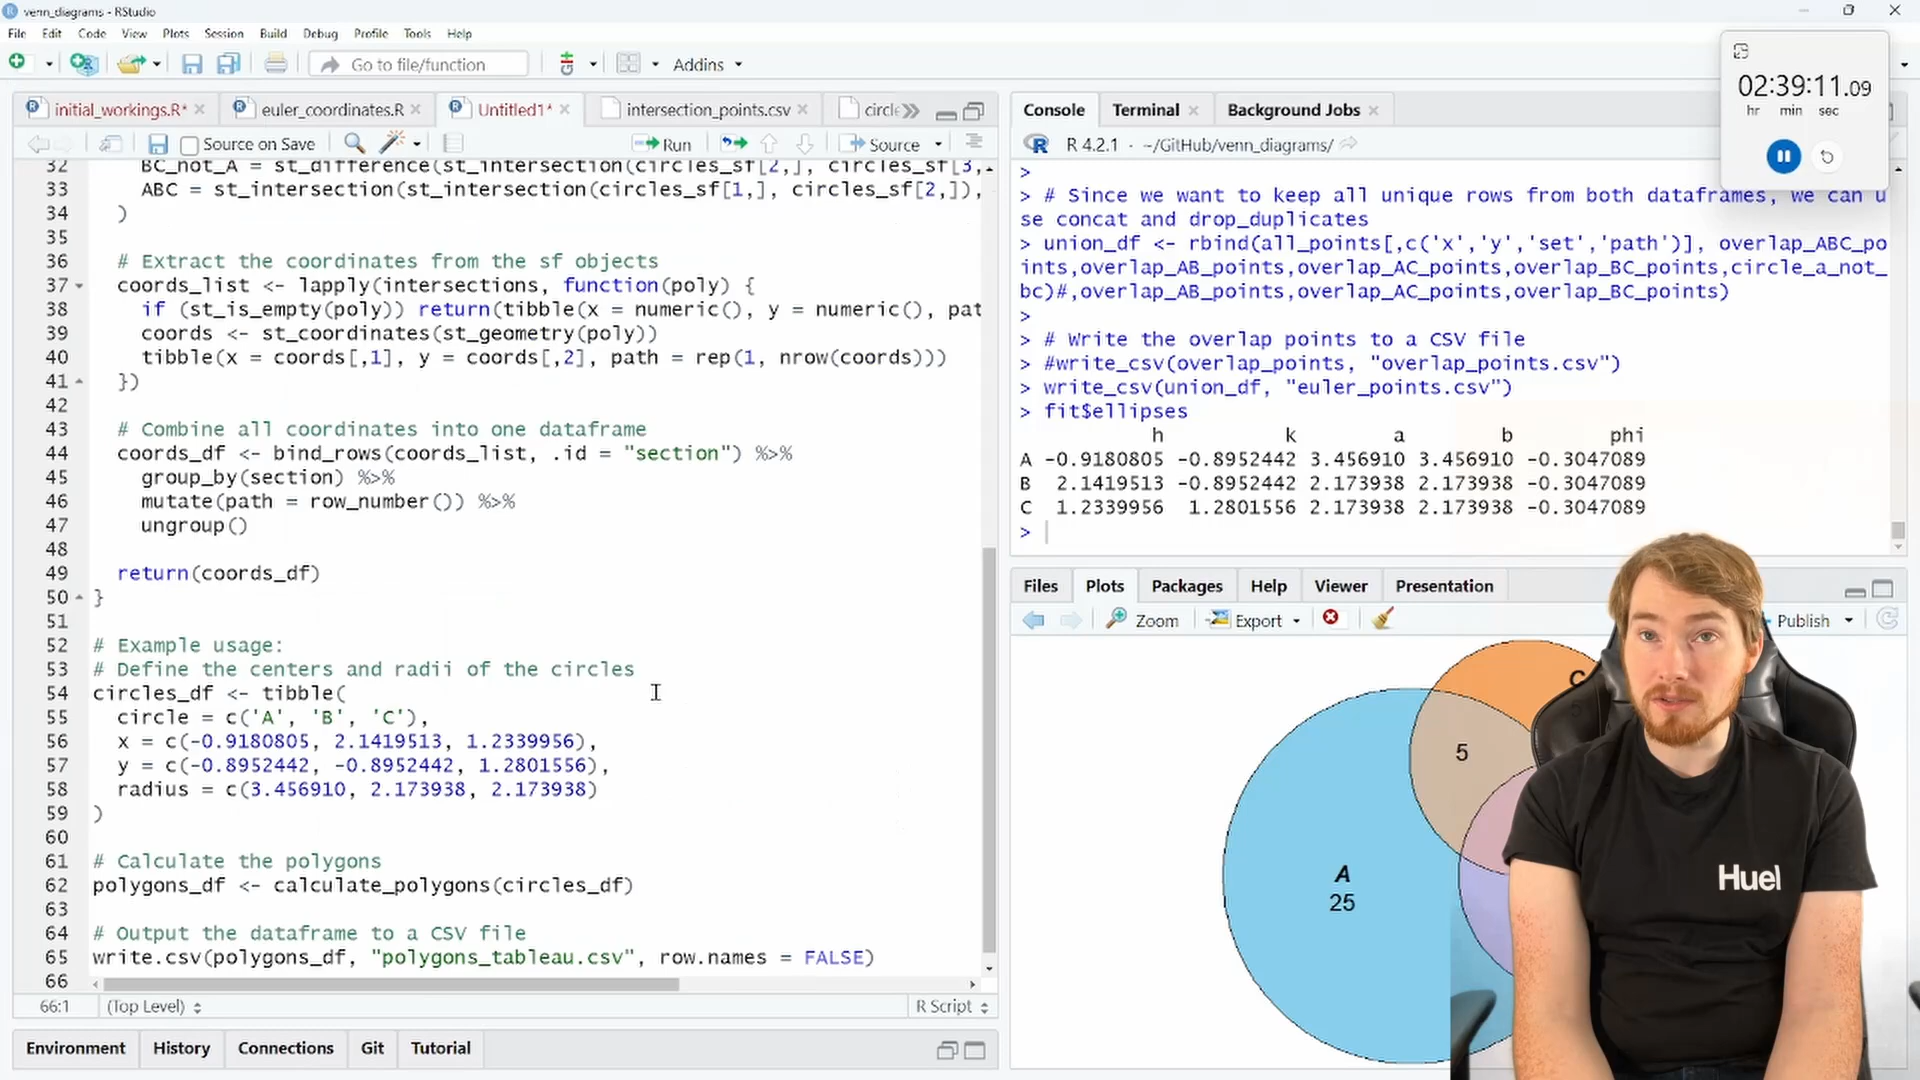 venn_diagrams - RStudio
File Edit Code View Plots Session Build Debug Profile Tools Help
Go to file/function
Addins
02:39:11.09
hr min sec
initial_workings.R*
euler_coordinates.R
Untitled1*
intersection_points.csv
circl
Source on Save
Run
Source
32 BC_not_A = st_difference(st_intersection(circles_sf[2,], circles_sf[3,
33 ABC = st_intersection(st_intersection(circles_sf[1,], circles_sf[2,]),
34 )
35
36 # Extract the coordinates from the sf objects
37 coords_list <- lapply(intersections, function(poly) {
38 if (st_is_empty(poly)) return(tibble(x = numeric(), y = numeric(), pat
39 coords <- st_coordinates(st_geometry(poly))
40 tibble(x = coords[,1], y = coords[,2], path = rep(1, nrow(coords)))
41 })
42
43 # Combine all coordinates into one dataframe
44 coords_df <- bind_rows(coords_list, .id = "section") %>%
45 group_by(section) %>%
46 mutate(path = row_number()) %>%
47 ungroup()
48
49 return(coords_df)
50 }
51
52 # Example usage:
53 # Define the centers and radii of the circles
54 circles_df <- tibble(
55 circle = c('A', 'B', 'C'),
56 x = c(-0.9180805, 2.1419513, 1.2339956),
57 y = c(-0.8952442, -0.8952442, 1.2801556),
58 radius = c(3.456910, 2.173938, 2.173938)
59 )
60
61 # Calculate the polygons
62 polygons_df <- calculate_polygons(circles_df)
63
64 # Output the dataframe to a CSV file
65 write.csv(polygons_df, "polygons_tableau.csv", row.names = FALSE)
66
66:1 (Top Level) R Script
Environment History Connections Git Tutorial
Console Terminal Background Jobs
R 4.2.1 · ~/GitHub/venn_diagrams/
>
> # Since we want to keep all unique rows from both dataframes, we can u
se concat and drop_duplicates
> union_df <- rbind(all_points[,c('x','y','set','path')], overlap_ABC_po
ints,overlap_AB_points,overlap_AC_points,overlap_BC_points,circle_a_not_
bc)#,overlap_AB_points,overlap_AC_points,overlap_BC_points)
>
> # Write the overlap points to a CSV file
> #write_csv(overlap_points, "overlap_points.csv")
> write_csv(union_df, "euler_points.csv")
> fit$ellipses
h k a b phi
A -0.9180805 -0.8952442 3.456910 3.456910 -0.3047089
B 2.1419513 -0.8952442 2.173938 2.173938 -0.3047089
C 1.2339956 1.2801556 2.173938 2.173938 -0.3047089
>
Files Plots Packages Help Viewer Presentation
Zoom Export Publish
C
5
A
25
Huel